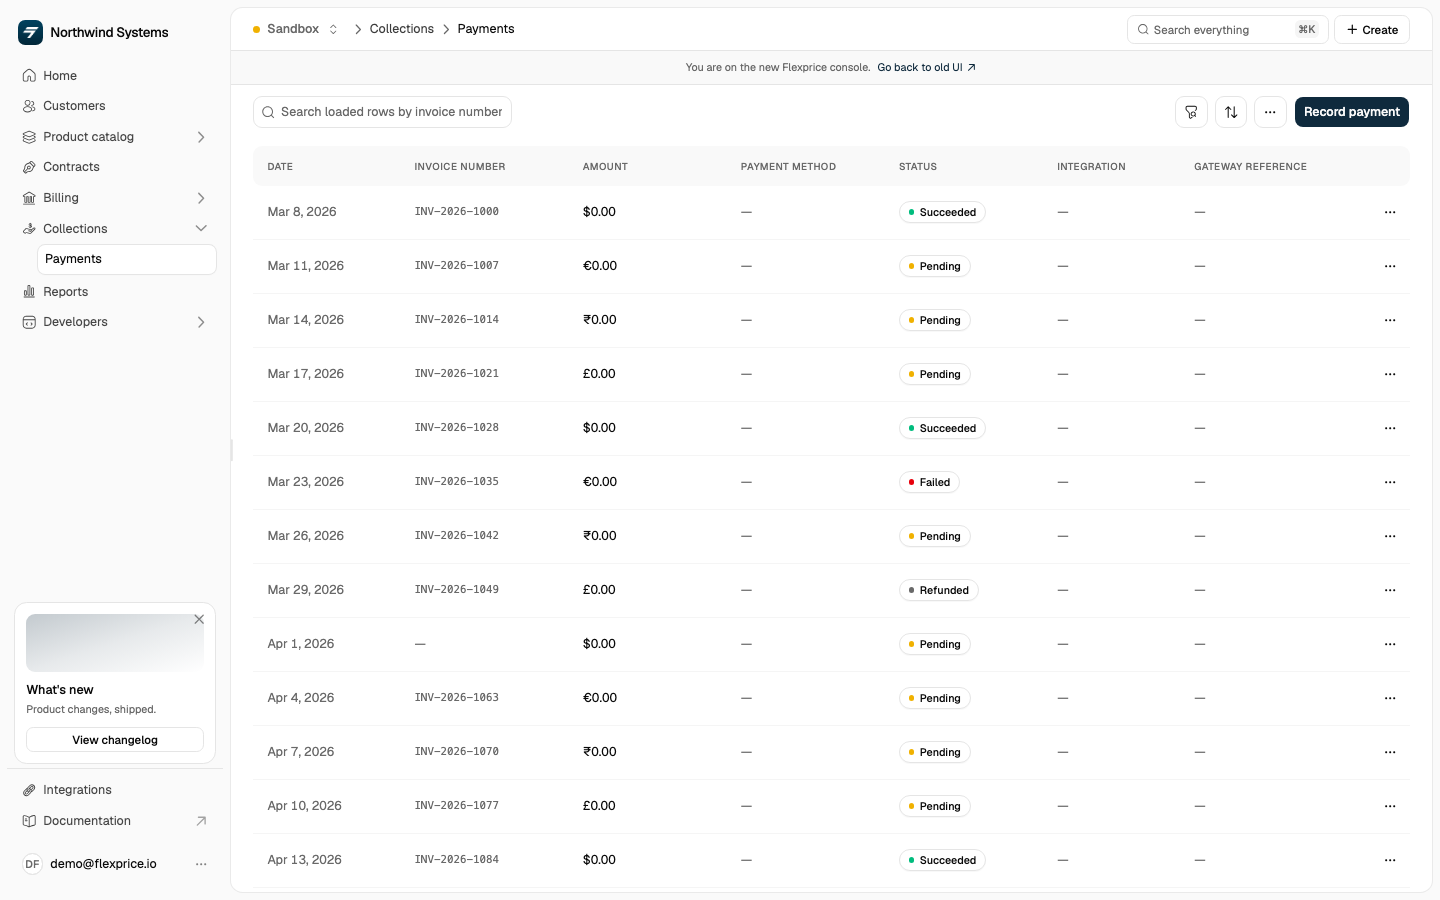 Northwind Systems
Home
Customers
Product catalog
Contracts
Billing
Collections
Payments
Reports
Developers
What's new
Product changes, shipped.
View changelog
Integrations
Documentation
DF demo@flexprice.io ...
Sandbox Collections Payments
Search everything ⌘K + Create
You are on the new Flexprice console. Go back to old UI
Search loaded rows by invoice number ... Record payment
DATE INVOICE NUMBER AMOUNT PAYMENT METHOD STATUS INTEGRATION GATEWAY REFERENCE
Mar 8, 2026 INV-2026-1000 $0.00 — Succeeded — — ...
Mar 11, 2026 INV-2026-1007 €0.00 — Pending — — ...
Mar 14, 2026 INV-2026-1014 ₹0.00 — Pending — — ...
Mar 17, 2026 INV-2026-1021 £0.00 — Pending — — ...
Mar 20, 2026 INV-2026-1028 $0.00 — Succeeded — — ...
Mar 23, 2026 INV-2026-1035 €0.00 — Failed — — ...
Mar 26, 2026 INV-2026-1042 ₹0.00 — Pending — — ...
Mar 29, 2026 INV-2026-1049 £0.00 — Refunded — — ...
Apr 1, 2026 — $0.00 — Pending — — ...
Apr 4, 2026 INV-2026-1063 €0.00 — Pending — — ...
Apr 7, 2026 INV-2026-1070 ₹0.00 — Pending — — ...
Apr 10, 2026 INV-2026-1077 £0.00 — Pending — — ...
Apr 13, 2026 INV-2026-1084 $0.00 — Succeeded — — ...